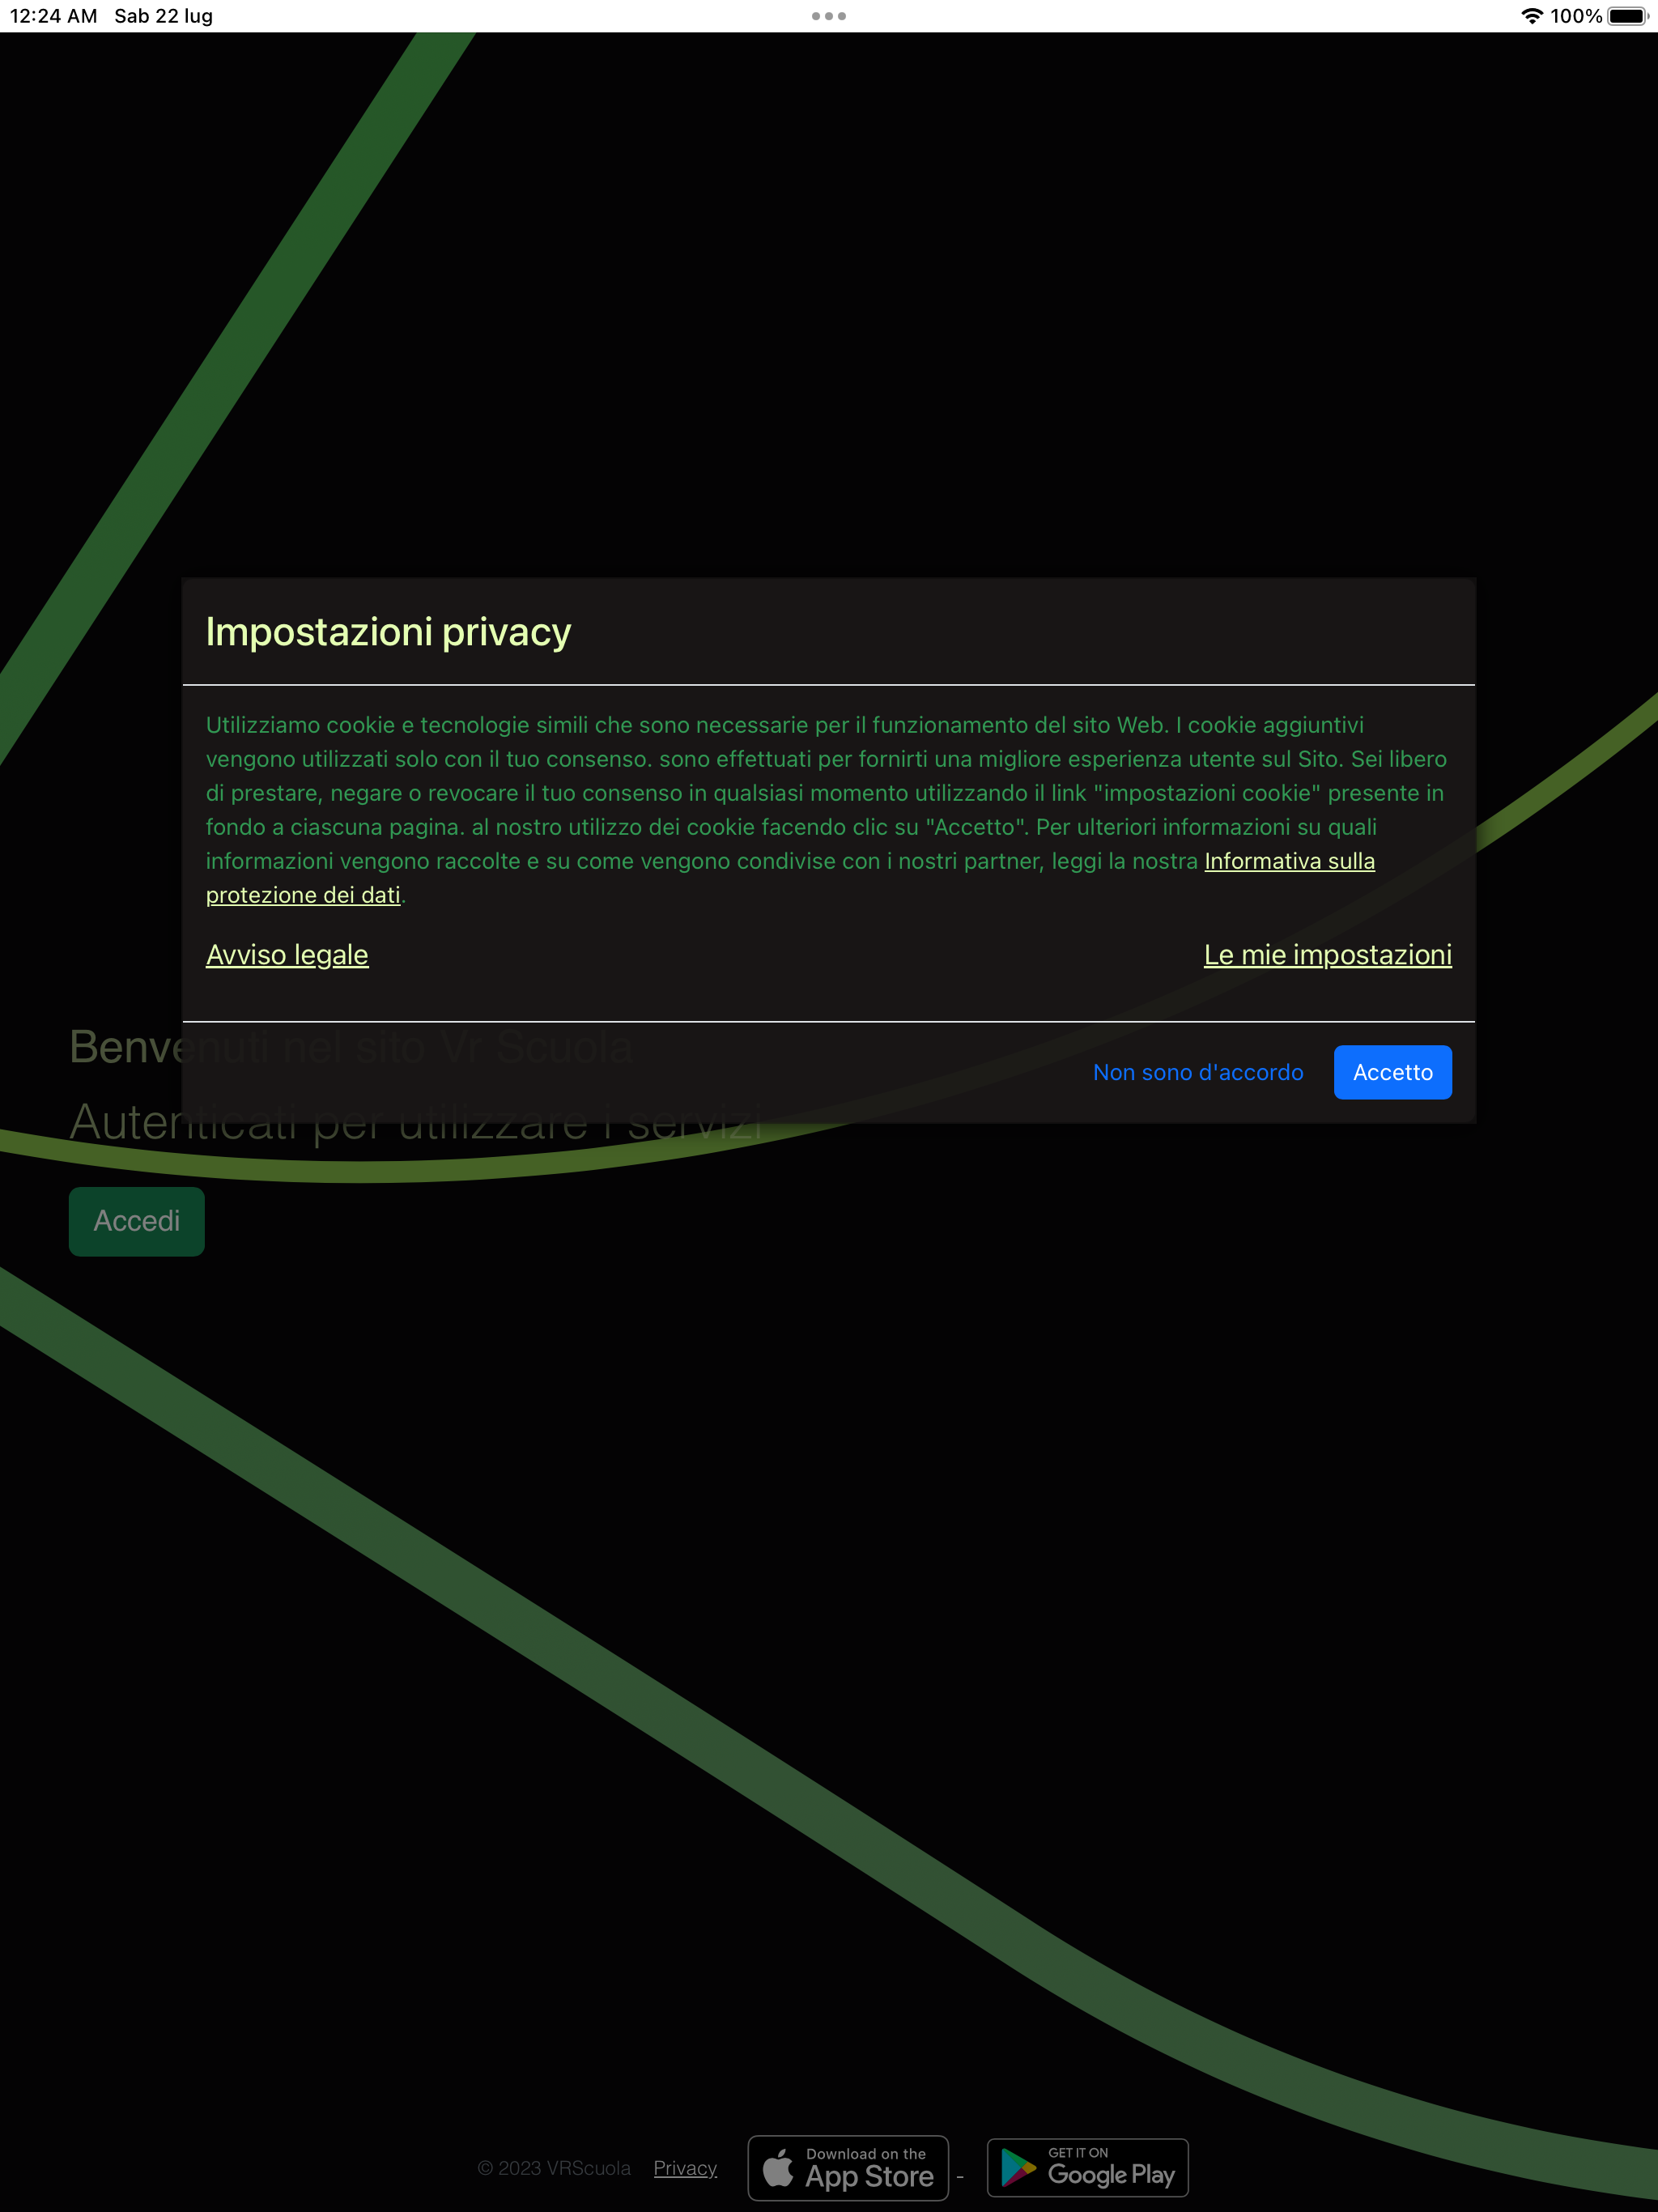 12:24 AM Sab 22 lug
100%
Impostazioni privacy
Utilizziamo cookie e tecnologie simili che sono necessarie per il funzionamento del sito Web. I cookie aggiuntivi
vengono utilizzati solo con il tuo consenso. sono effettuati per fornirti una migliore esperienza utente sul Sito. Sei libero
di prestare, negare o revocare il tuo consenso in qualsiasi momento utilizzando il link "impostazioni cookie" presente in
fondo a ciascuna pagina. al nostro utilizzo dei cookie facendo clic su "Accetto". Per ulteriori informazioni su quali
informazioni vengono raccolte e su come vengono condivise con i nostri partner, leggi la nostra Informativa sulla
protezione dei dati.
Avviso legale
Le mie impostazioni
Benvenuti nel sito Vr Scuola
Non sono d'accordo
Accetto
Autenticati per utilizzare i servizi
Accedi
© 2023 VRScuola
Privacy
Download on the
App Store
GET IT ON
Google Play